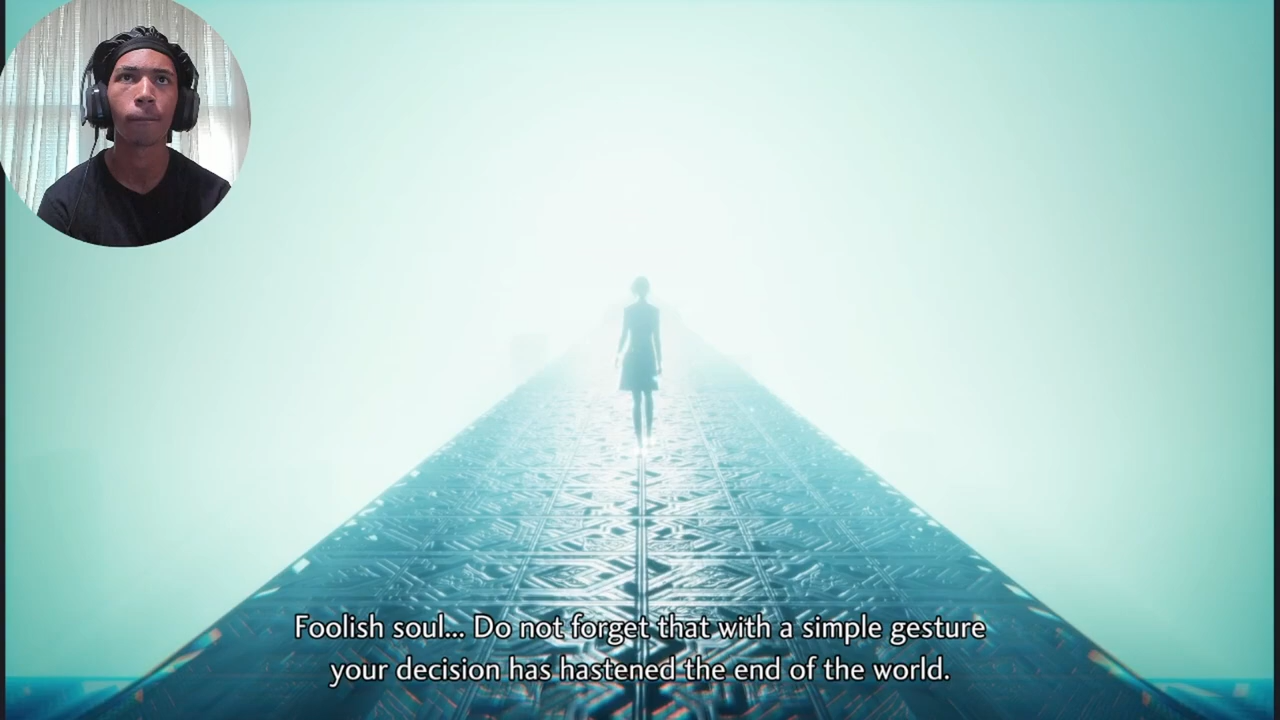 Foolish soul... Do not forget that with a simple gesture
your decision has hastened the end of the world.